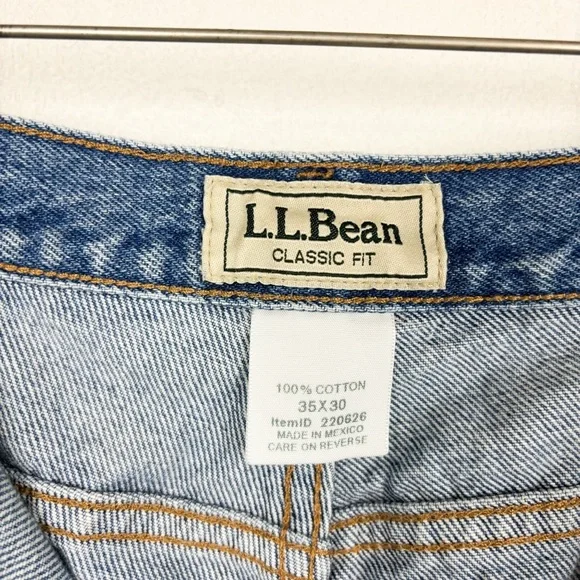 L.L.Bean
CLASSIC FIT
100% COTTON
35X30
ItemID 220626
MADE IN MEXICO
CARE ON REVERSE